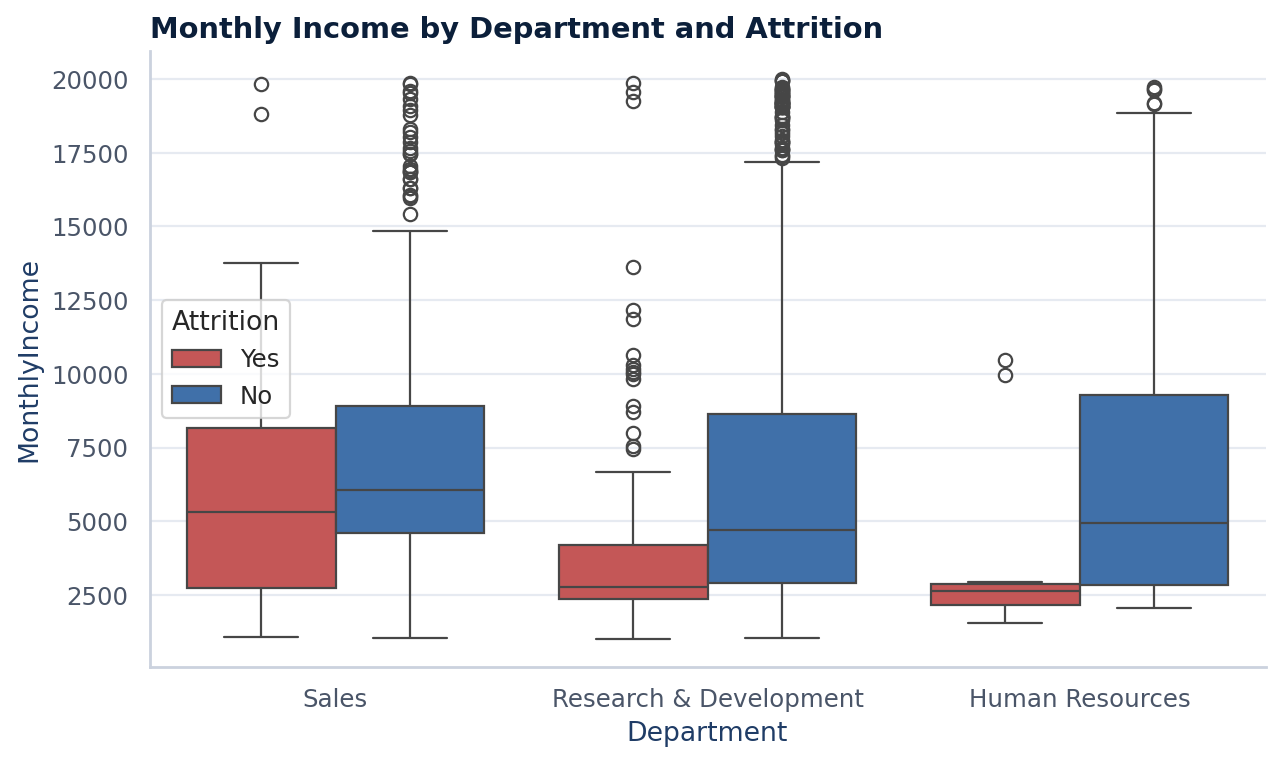 Monthly Income by Department and Attrition
MonthlyIncome
20000
17500
15000
12500
10000
7500
5000
2500
Attrition
Yes
No
Sales
Research & Development
Human Resources
Department